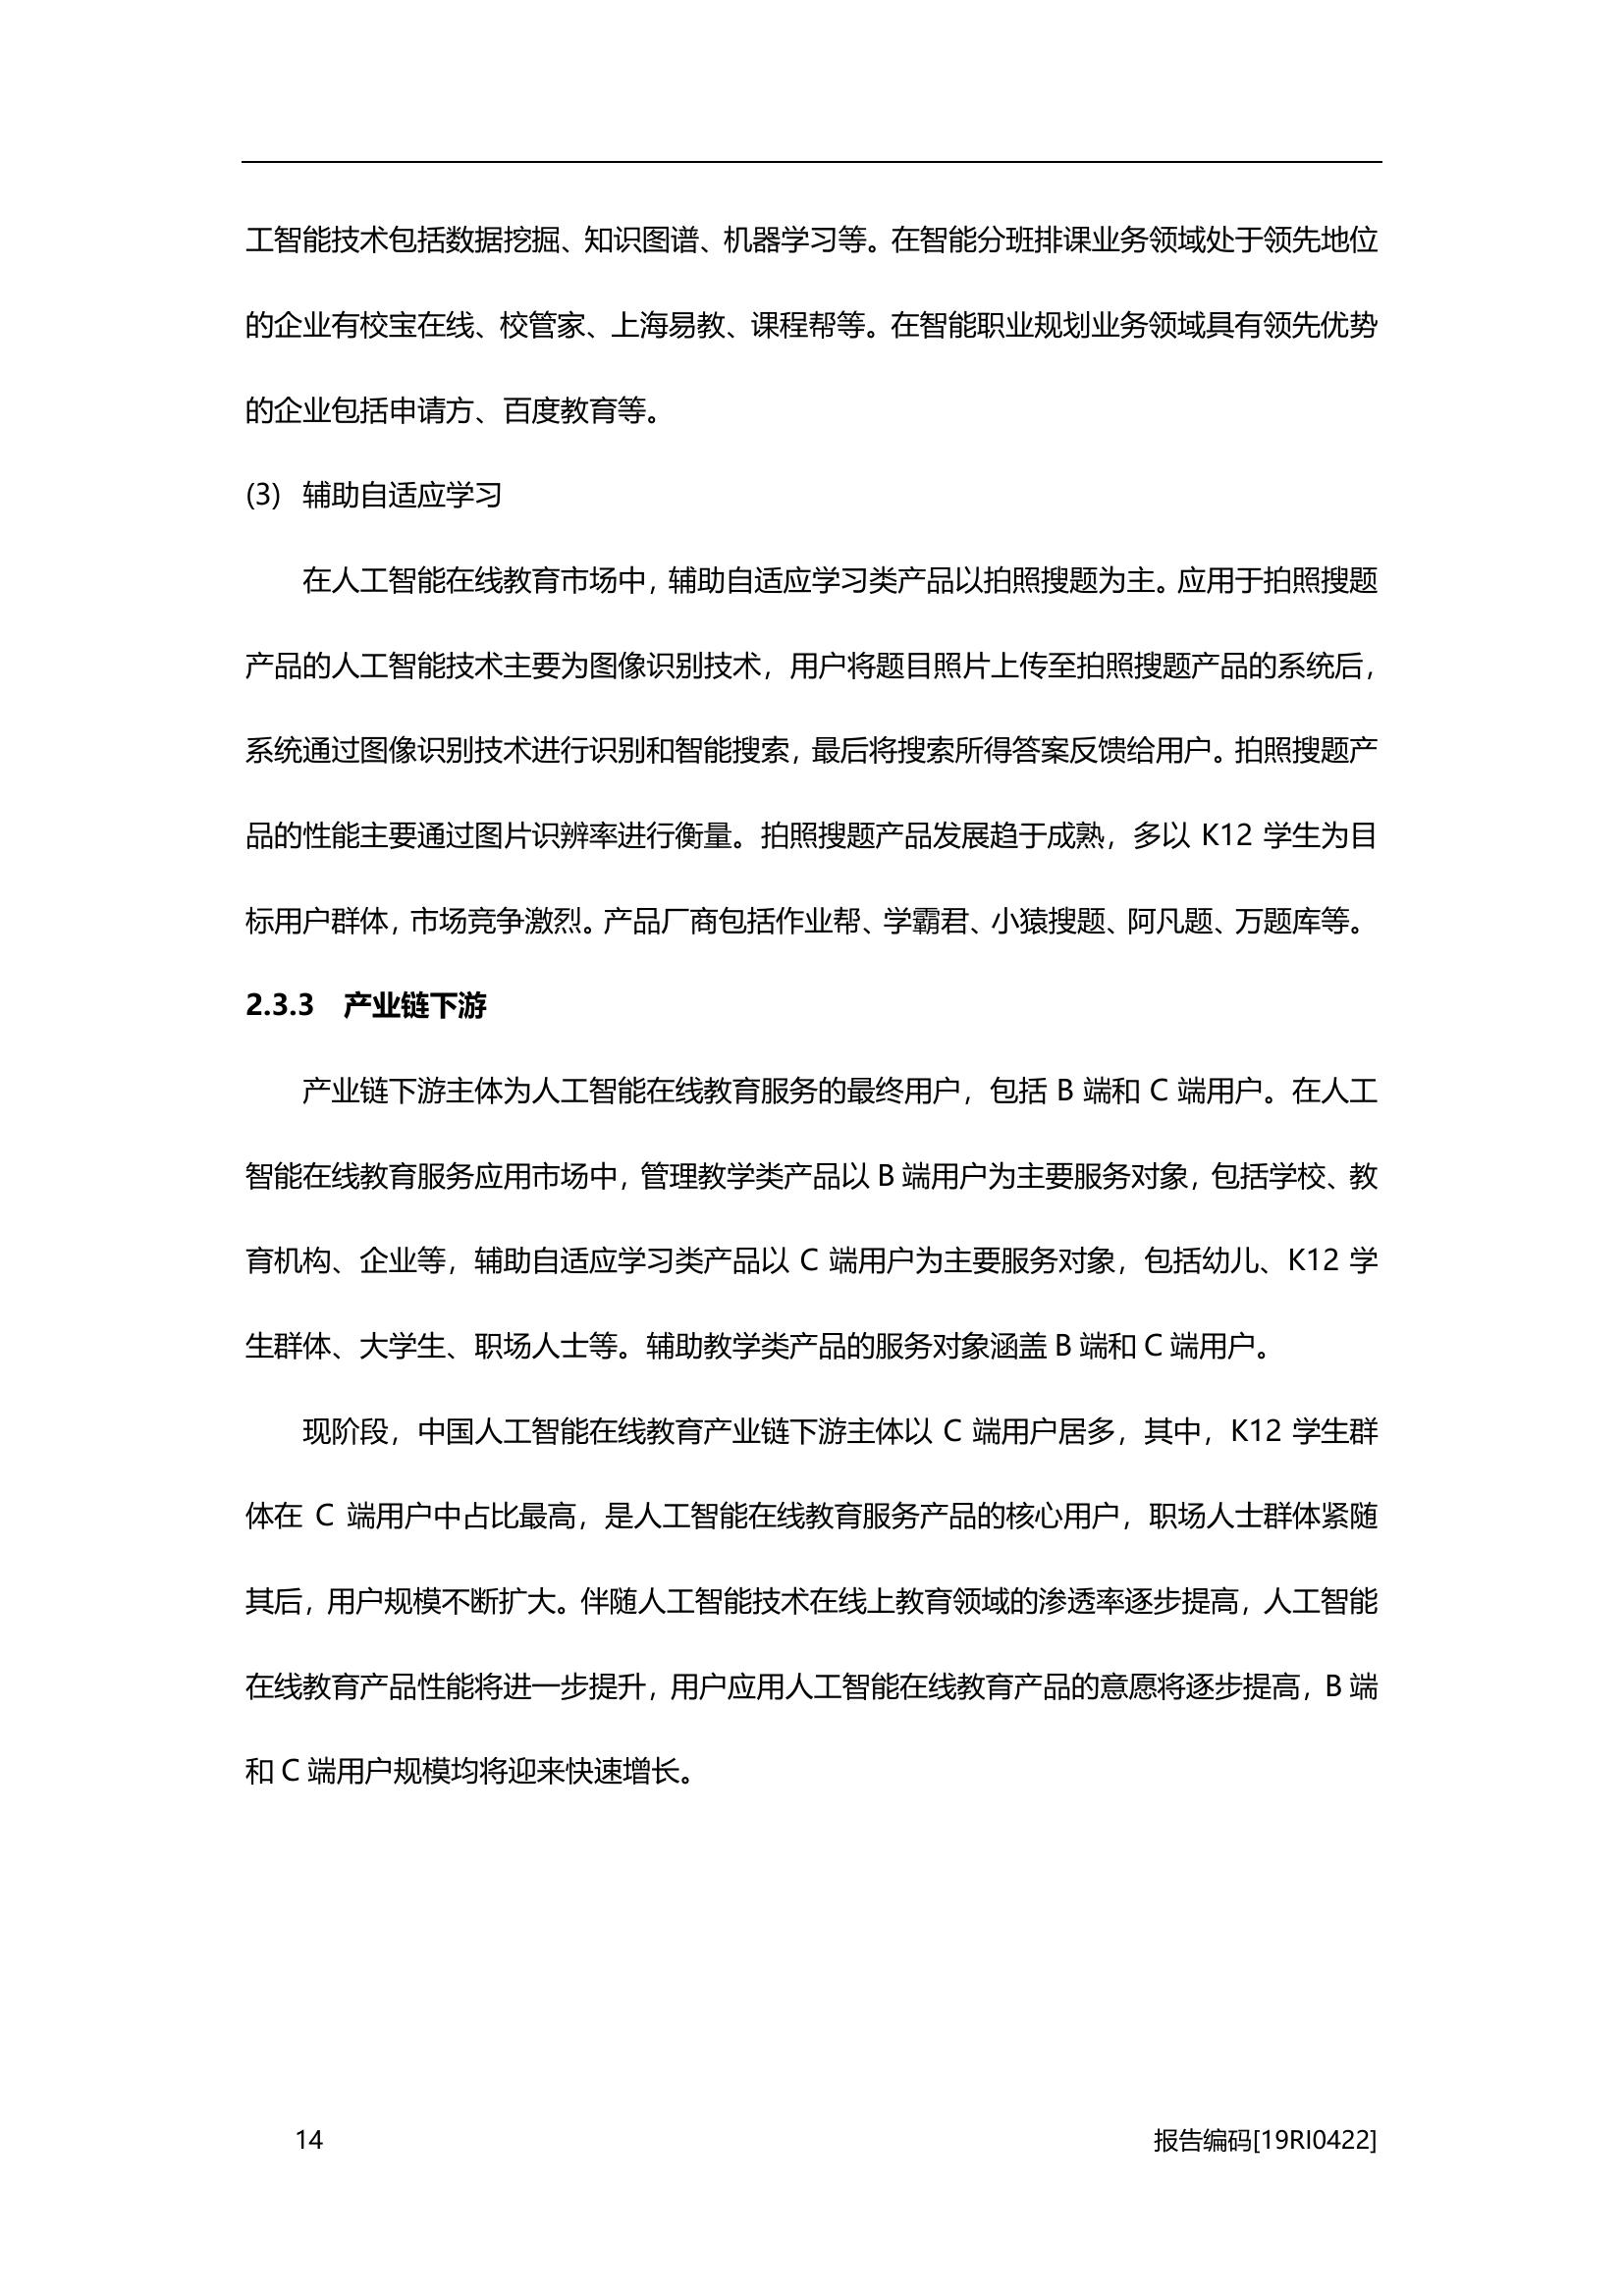 工智能技术包括数据挖掘、知识图谱、机器学习等。在智能分班排课业务领域处于领先地位
的企业有校宝在线、校管家、上海易教、课程帮等。在智能职业规划业务领域具有领先优势
的企业包括申请方、百度教育等。
(3) 辅助自适应学习
在人工智能在线教育市场中，辅助自适应学习类产品以拍照搜题为主。应用于拍照搜题
产品的人工智能技术主要为图像识别技术，用户将题目照片上传至拍照搜题产品的系统后，
系统通过图像识别技术进行识别和智能搜索，最后将搜索所得答案反馈给用户。拍照搜题产
品的性能主要通过图片识辨率进行衡量。拍照搜题产品发展趋于成熟，多以 K12 学生为目
标用户群体，市场竞争激烈。产品厂商包括作业帮、学霸君、小猿搜题、阿凡题、万题库等。
2.3.3 产业链下游
产业链下游主体为人工智能在线教育服务的最终用户，包括 B 端和 C 端用户。在人工
智能在线教育服务应用市场中，管理教学类产品以 B 端用户为主要服务对象，包括学校、教
育机构、企业等，辅助自适应学习类产品以 C 端用户为主要服务对象，包括幼儿、K12 学
生群体、大学生、职场人士等。辅助教学类产品的服务对象涵盖 B 端和 C 端用户。
现阶段，中国人工智能在线教育产业链下游主体以 C 端用户居多，其中，K12 学生群
体在 C 端用户中占比最高，是人工智能在线教育服务产品的核心用户，职场人士群体紧随
其后，用户规模不断扩大。伴随人工智能技术在线上教育领域的渗透率逐步提高，人工智能
在线教育产品性能将进一步提升，用户应用人工智能在线教育产品的意愿将逐步提高，B 端
和 C 端用户规模均将迎来快速增长。
14 报告编码[19RI0422]